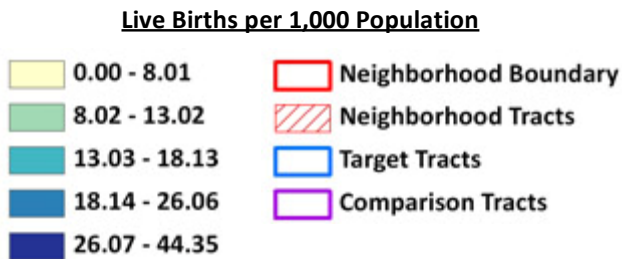 Live Births per 1,000 Population
0.00 - 8.01
8.02 - 13.02
13.03 - 18.13
18.14 - 26.06
26.07 - 44.35
Neighborhood Boundary
Neighborhood Tracts
Target Tracts
Comparison Tracts